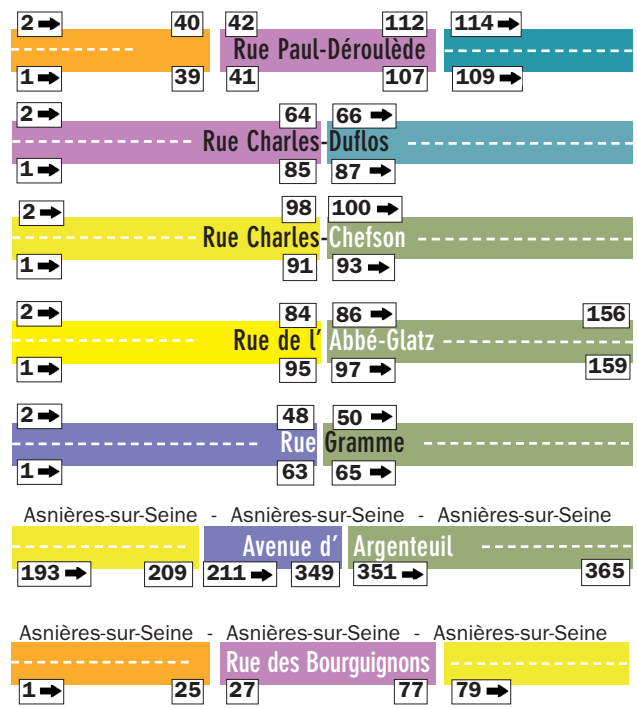 2 ➡ 40 42 112 114 ➡
Rue Paul-Déroulède
1 ➡ 39 41 107 109 ➡
2 ➡ 64 66 ➡
Rue Charles-Duflos
1 ➡ 85 87 ➡
2 ➡ 98 100 ➡
Rue Charles-Chefson
1 ➡ 91 93 ➡
2 ➡ 84 86 ➡ 156
Rue de l' Abbé-Glatz
1 ➡ 95 97 ➡ 159
2 ➡ 48 50 ➡
Rue Gramme
1 ➡ 63 65 ➡
Asnières-sur-Seine - Asnières-sur-Seine - Asnières-sur-Seine
Avenue d' Argenteuil
193 ➡ 209 211 ➡ 349 351 ➡ 365
Asnières-sur-Seine - Asnières-sur-Seine - Asnières-sur-Seine
Rue des Bourguignons
1 ➡ 25 27 77 79 ➡